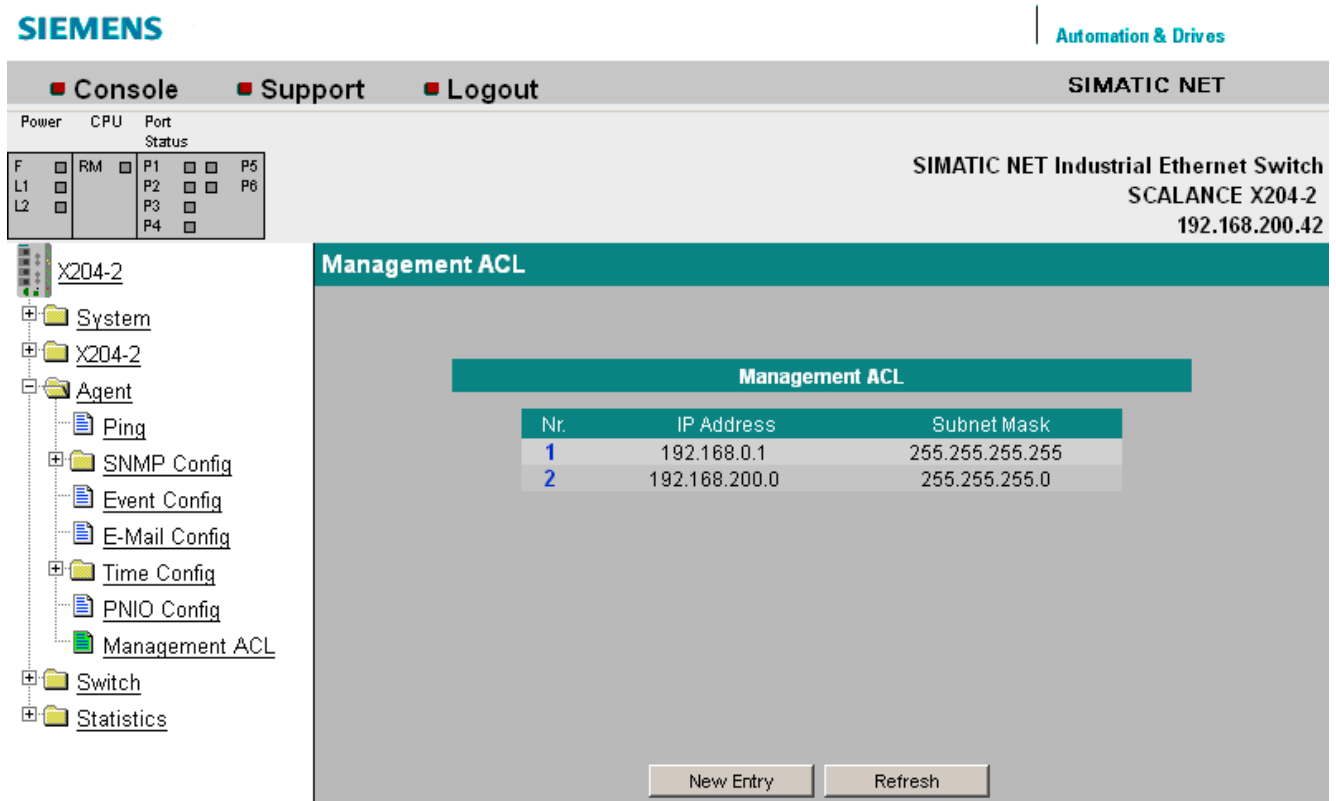 SIEMENS
Automation & Drives
Console Support Logout SIMATIC NET
Power CPU Port
Status
F RM P1 P5
L1 P2 P6
L2 P3
P4
SIMATIC NET Industrial Ethernet Switch
SCALANCE X204-2
192.168.200.42
X204-2
System
X204-2
Agent
Ping
SNMP Config
Event Config
E-Mail Config
Time Config
PNIO Config
Management ACL
Switch
Statistics
Management ACL
Management ACL
Nr. IP Address Subnet Mask
1 192.168.0.1 255.255.255.255
2 192.168.200.0 255.255.255.0
New Entry Refresh